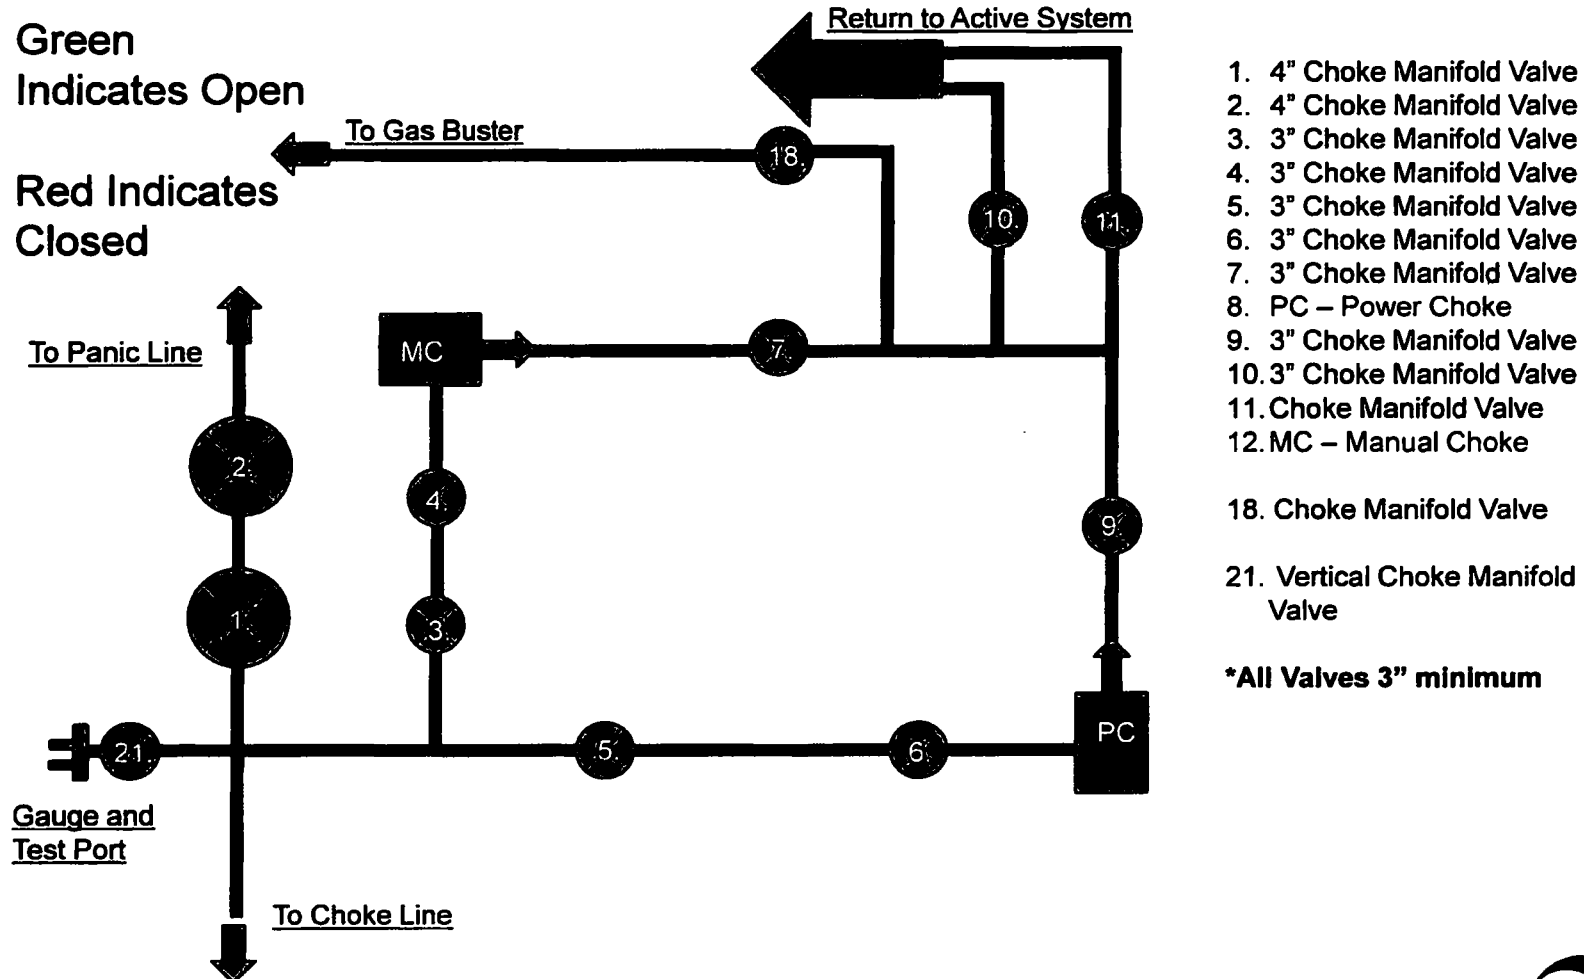 Green
Indicates Open
Red Indicates
Closed
Return to Active System
To Gas Buster
18.
10.
11.
To Panic Line
MC
7
2.
4.
9
1.
3.
21.
5.
6.
PC
Gauge and
Test Port
To Choke Line
1. 4" Choke Manifold Valve
2. 4" Choke Manifold Valve
3. 3" Choke Manifold Valve
4. 3" Choke Manifold Valve
5. 3" Choke Manifold Valve
6. 3" Choke Manifold Valve
7. 3" Choke Manifold Valve
8. PC – Power Choke
9. 3" Choke Manifold Valve
10. 3" Choke Manifold Valve
11. Choke Manifold Valve
12. MC – Manual Choke
18. Choke Manifold Valve
21. Vertical Choke Manifold
Valve
*All Valves 3" minimum